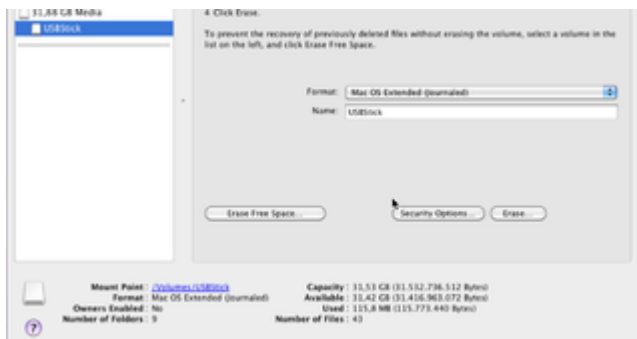 31,88 GB Media
USBStick
4 Click Erase.
To prevent the recovery of previously deleted files without erasing the volume, select a volume in the
list on the left, and click Erase Free Space.
Format: Mac OS Extended (Journaled)
Name: USBStick
Erase Free Space... Security Options... Erase...
Mount Point : /Volumes/USBStick
Format : Mac OS Extended (Journaled)
Owners Enabled : No
Number of Folders : 9
Capacity : 31,53 GB (31.532.736.512 Bytes)
Available : 31,42 GB (31.416.963.072 Bytes)
Used : 115,8 MB (115.773.440 Bytes)
Number of Files : 43
?